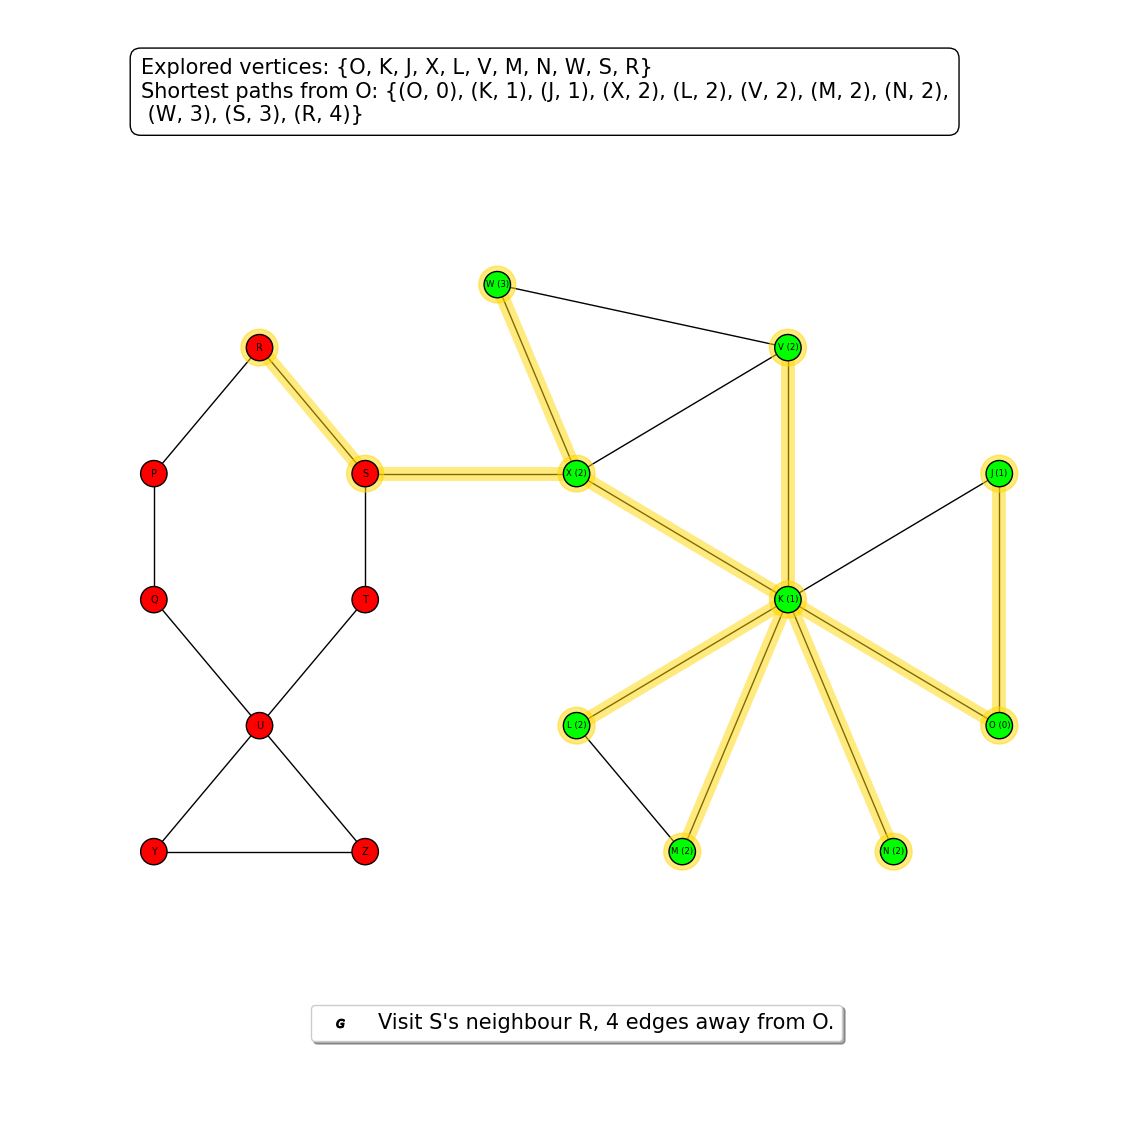 Explored vertices: {O, K, J, X, L, V, M, N, W, S, R}
Shortest paths from O: {(O, 0), (K, 1), (J, 1), (X, 2), (L, 2), (V, 2), (M, 2), (N, 2),
(W, 3), (S, 3), (R, 4)}
W (3)
R
V (2)
P
S
X (2)
J (1)
Q
T
K (1)
U
L (2)
O (0)
Y
Z
M (2)
N (2)
G Visit S's neighbour R, 4 edges away from O.